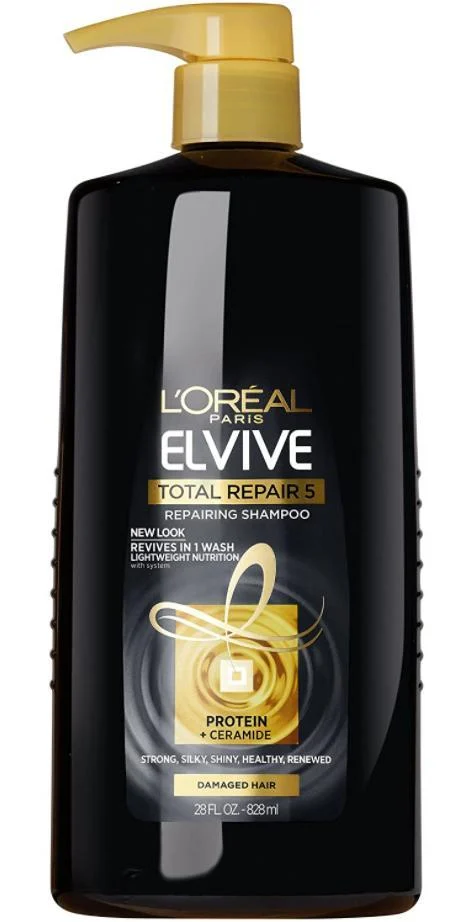 L'ORÉAL
PARIS
ELVIVE
TOTAL REPAIR 5
REPAIRING SHAMPOO
NEW LOOK
REVIVES IN 1 WASH
LIGHTWEIGHT NUTRITION
with system
PROTEIN
+ CERAMIDE
STRONG, SILKY, SHINY, HEALTHY, RENEWED
DAMAGED HAIR
28 FL. OZ. - 828 ml